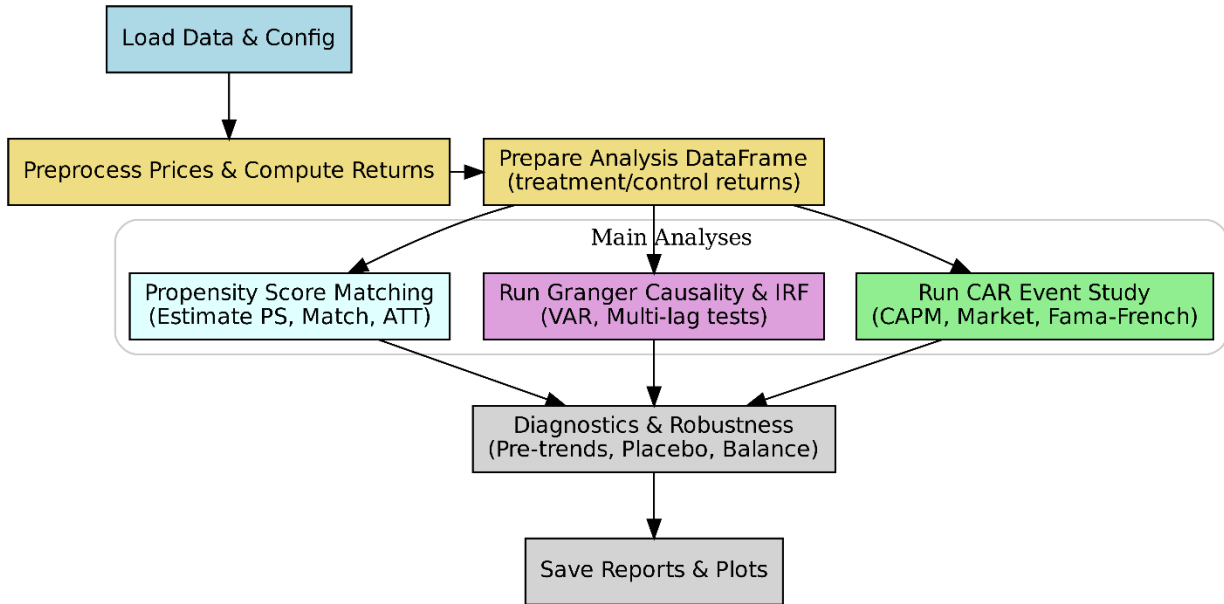 Load Data & Config
Preprocess Prices & Compute Returns
Prepare Analysis DataFrame
(treatment/control returns)
Main Analyses
Propensity Score Matching
(Estimate PS, Match, ATT)
Run Granger Causality & IRF
(VAR, Multi-lag tests)
Run CAR Event Study
(CAPM, Market, Fama-French)
Diagnostics & Robustness
(Pre-trends, Placebo, Balance)
Save Reports & Plots